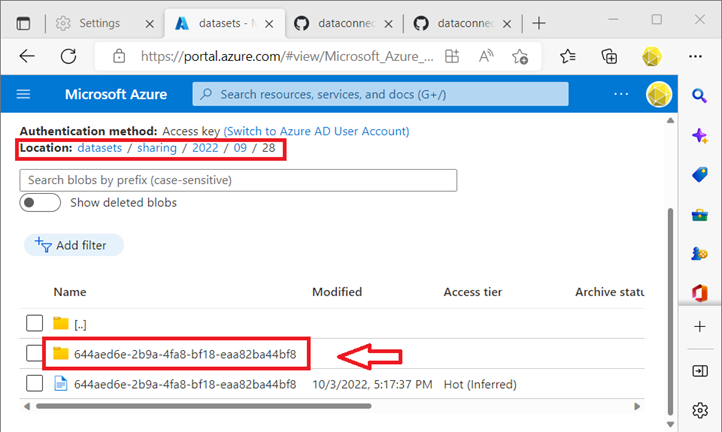 Settings
datasets - M
dataconnec
dataconnec
https://portal.azure.com/#view/Microsoft_Azure_...
Microsoft Azure
Search resources, services, and docs (G+/)
Authentication method: Access key (Switch to Azure AD User Account)
Location: datasets / sharing / 2022 / 09 / 28
Search blobs by prefix (case-sensitive)
Show deleted blobs
Add filter
Name Modified Access tier Archive statu
[..]
644aed6e-2b9a-4fa8-bf18-eaa82ba44bf8
644aed6e-2b9a-4fa8-bf18-eaa82ba44bf8 10/3/2022, 5:17:37 PM Hot (Inferred)